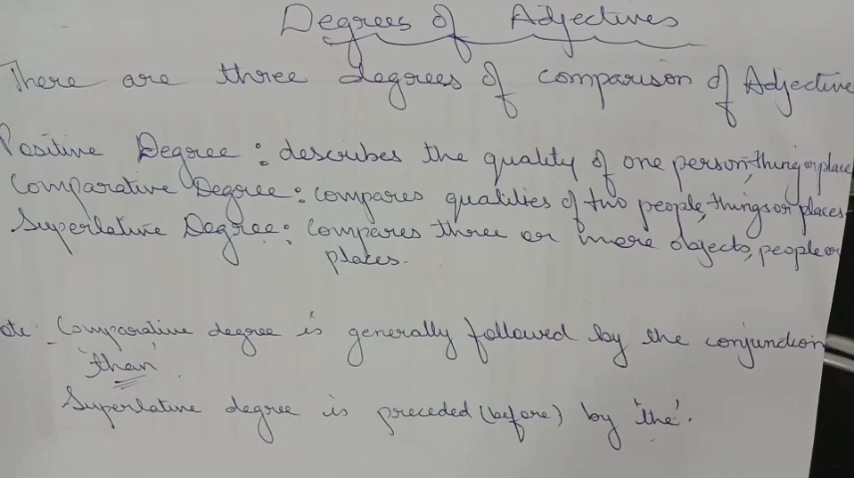 Degrees of Adjectives
There are three degrees of comparison of Adjective
Positive Degree : describes the quality of one person, thing or place
Comparative Degree : compares qualities of two people, things or places.
Superlative Degree : compares three or more objects, people or
places.
ote: Comparative degree is generally followed by the conjunction
'than'.
Superlative degree is preceded (before) by 'the'.